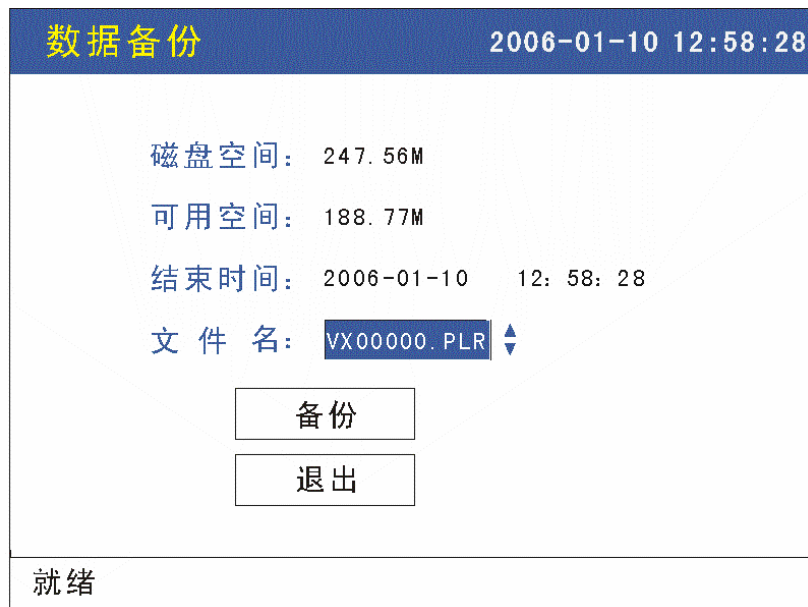 数据备份 2006-01-10 12:58:28
磁盘空间： 247.56M
可用空间： 188.77M
结束时间： 2006-01-10 12：58：28
文件名： VX00000.PLR
备份
退出
就绪